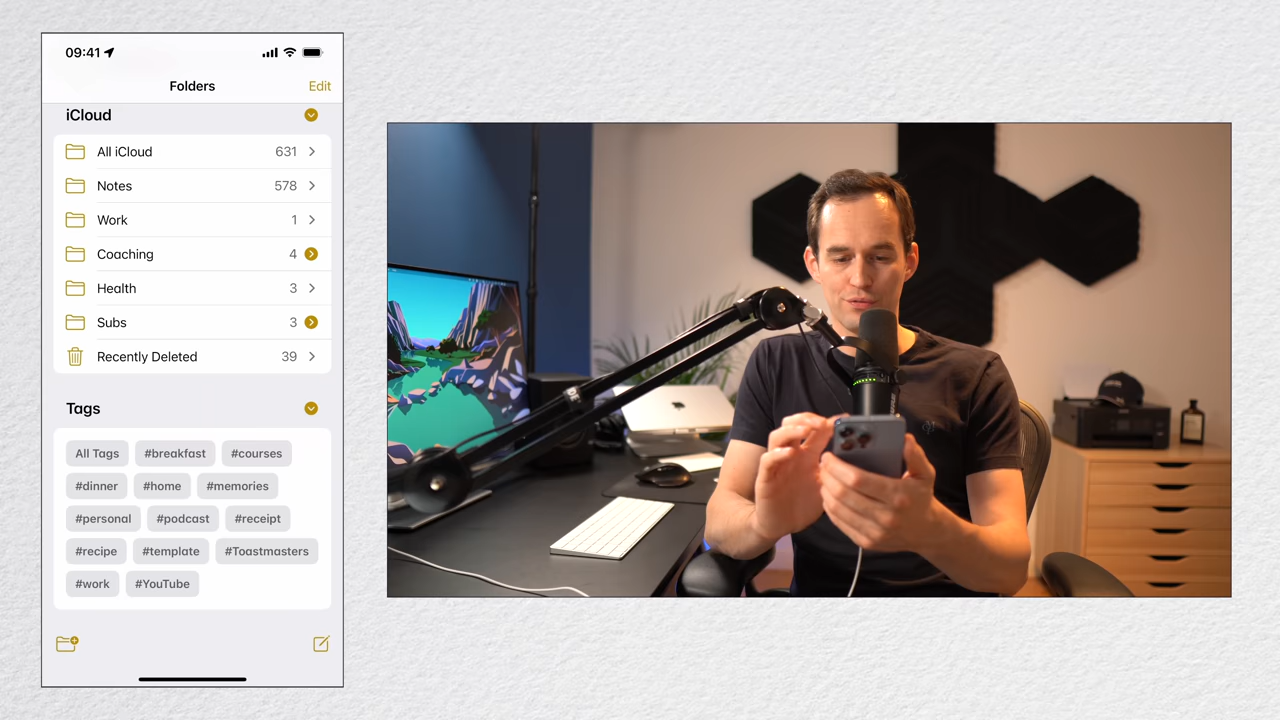 09:41
Folders Edit
iCloud
All iCloud 631
Notes 578
Work 1
Coaching 4
Health 3
Subs 3
Recently Deleted 39
Tags
All Tags #breakfast #courses
#dinner #home #memories
#personal #podcast #receipt
#recipe #template #Toastmasters
#work #YouTube